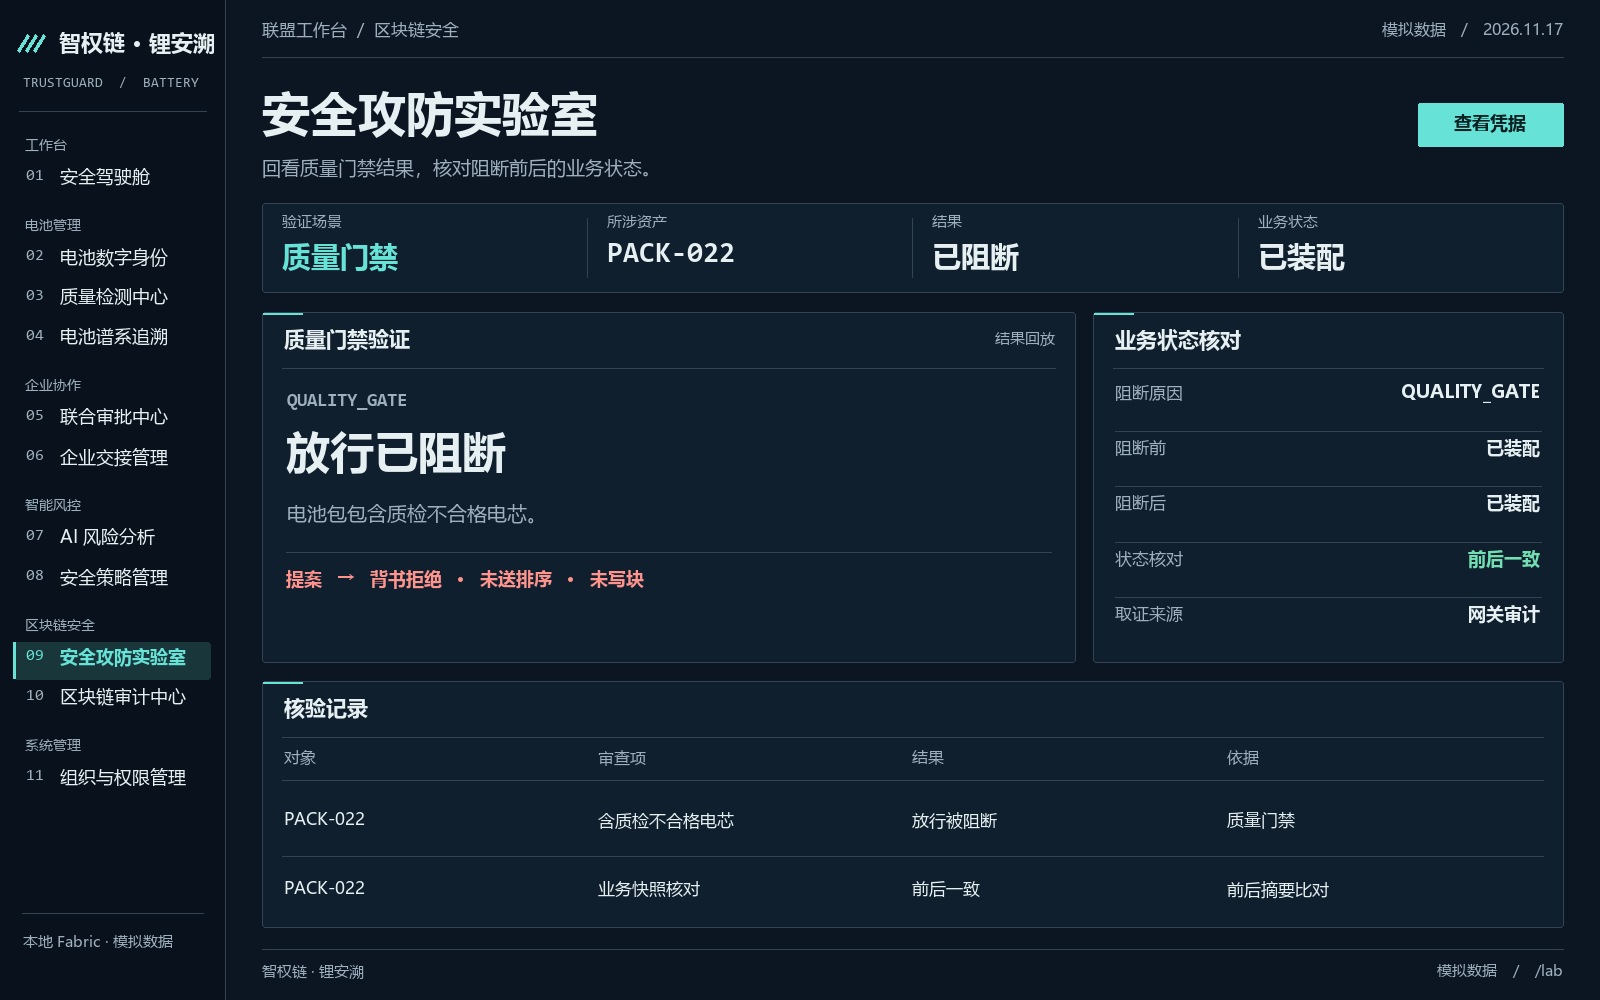 智权链·锂安溯
TRUSTGUARD / BATTERY
工作台
01 安全驾驶舱
电池管理
02 电池数字身份
03 质量检测中心
04 电池谱系追溯
企业协作
05 联合审批中心
06 企业交接管理
智能风控
07 AI 风险分析
08 安全策略管理
区块链安全
09 安全攻防实验室
10 区块链审计中心
系统管理
11 组织与权限管理
本地 Fabric · 模拟数据
联盟工作台 / 区块链安全
模拟数据 / 2026.11.17
安全攻防实验室
查看凭据
回看质量门禁结果，核对阻断前后的业务状态。
验证场景 所涉资产 结果 业务状态
质量门禁 PACK-022 已阻断 已装配
质量门禁验证 结果回放
QUALITY_GATE
放行已阻断
电池包包含质检不合格电芯。
提案 → 背书拒绝 • 未送排序 • 未写块
业务状态核对
阻断原因 QUALITY_GATE
阻断前 已装配
阻断后 已装配
状态核对 前后一致
取证来源 网关审计
核验记录
对象 审查项 结果 依据
PACK-022 含质检不合格电芯 放行被阻断 质量门禁
PACK-022 业务快照核对 前后一致 前后摘要比对
智权链 · 锂安溯
模拟数据 / /lab